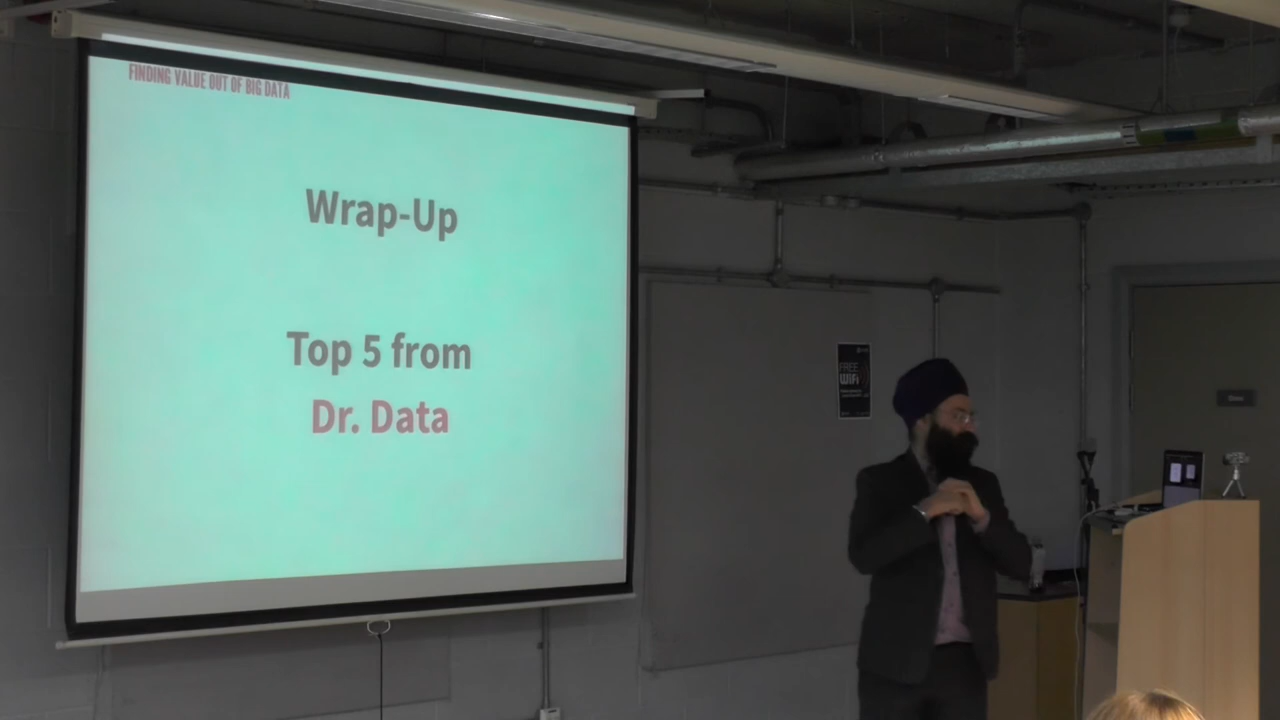 FINDING VALUE OUT OF BIG DATA
Wrap-Up
Top 5 from
Dr. Data
FREE
WiFi